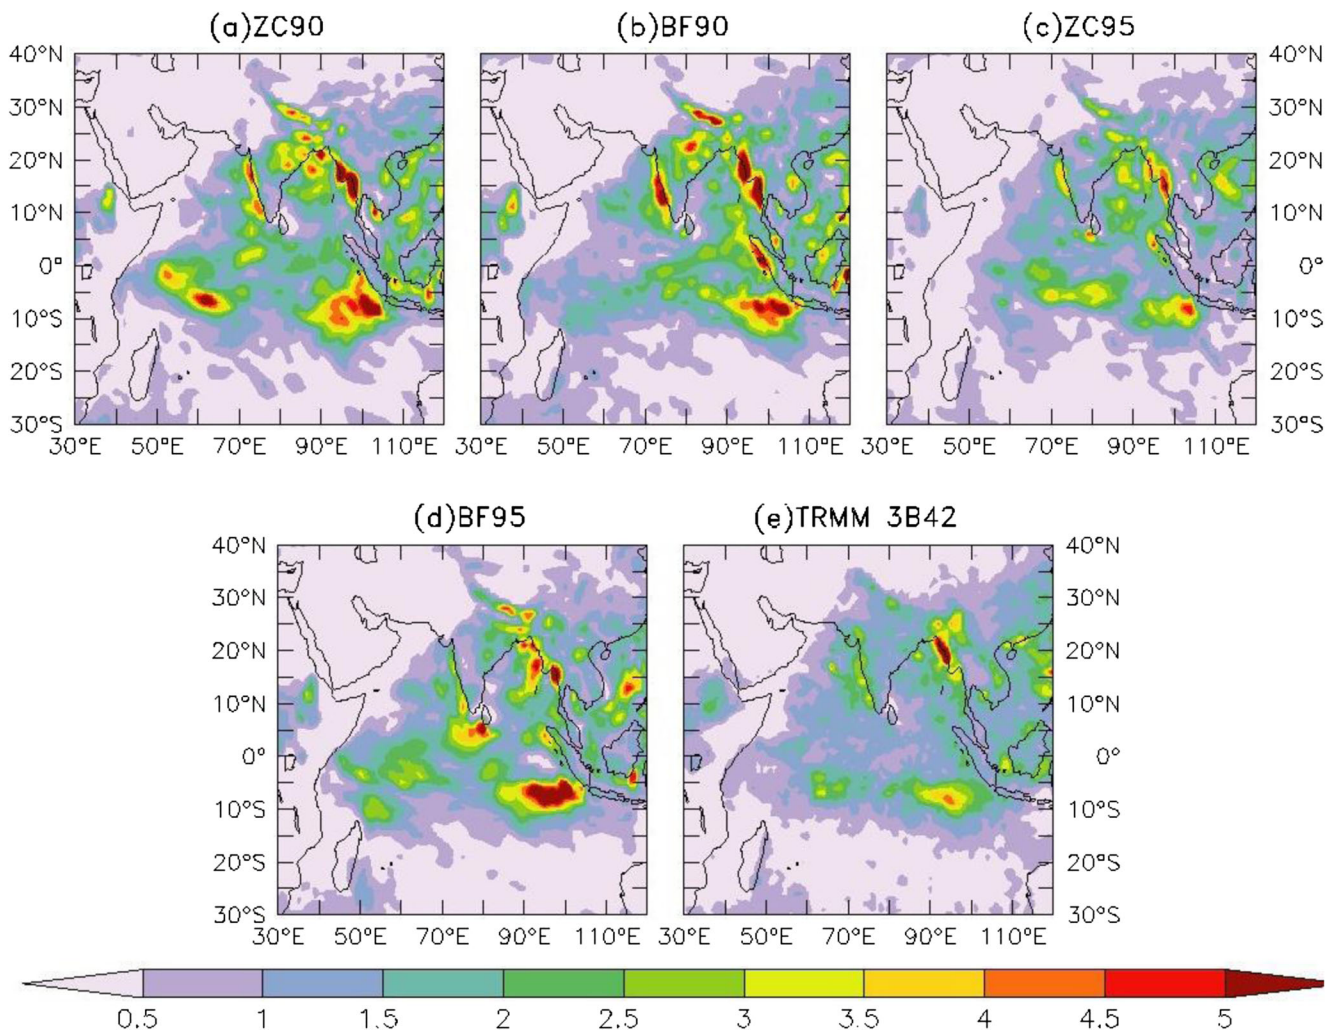 (a)ZC90 (b)BF90 (c)ZC95
40°N 40°N
30°N 30°N
20°N 20°N
10°N 10°N
0° 0°
10°S 10°S
20°S 20°S
30°S 30°S
30°E 50°E 70°E 90°E 110°E 30°E 50°E 70°E 90°E 110°E 30°E 50°E 70°E 90°E 110°E
(d)BF95 (e)TRMM 3B42
40°N 40°N
30°N 30°N
20°N 20°N
10°N 10°N
0° 0°
10°S 10°S
20°S 20°S
30°S 30°S
30°E 50°E 70°E 90°E 110°E 30°E 50°E 70°E 90°E 110°E
0.5 1 1.5 2 2.5 3 3.5 4 4.5 5